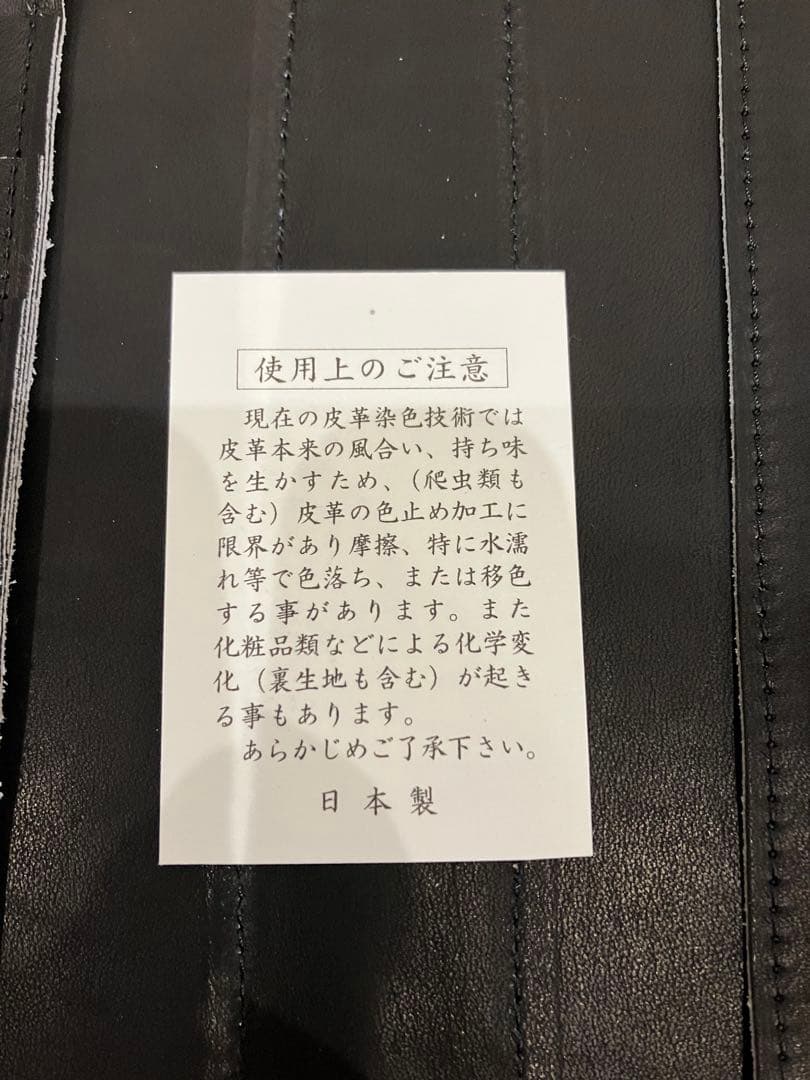 使用上のご注意
現在の皮革染色技術では
皮革本来の風合い、持ち味
を生かすため、（爬虫類も
含む）皮革の色止め加工に
限界があり摩擦、特に水濡
れ等で色落ち、または移色
する事があります。また
化粧品類などによる化学変
化（裏生地も含む）が起き
る事もあります。
あらかじめご了承下さい。
日本製